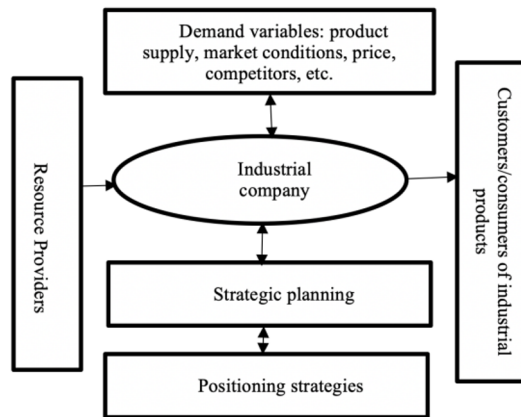 Demand variables: product
supply, market conditions, price,
competitors, etc.
Resource Providers
Industrial
company
Customers/consumers of industrial
products
Strategic planning
Positioning strategies